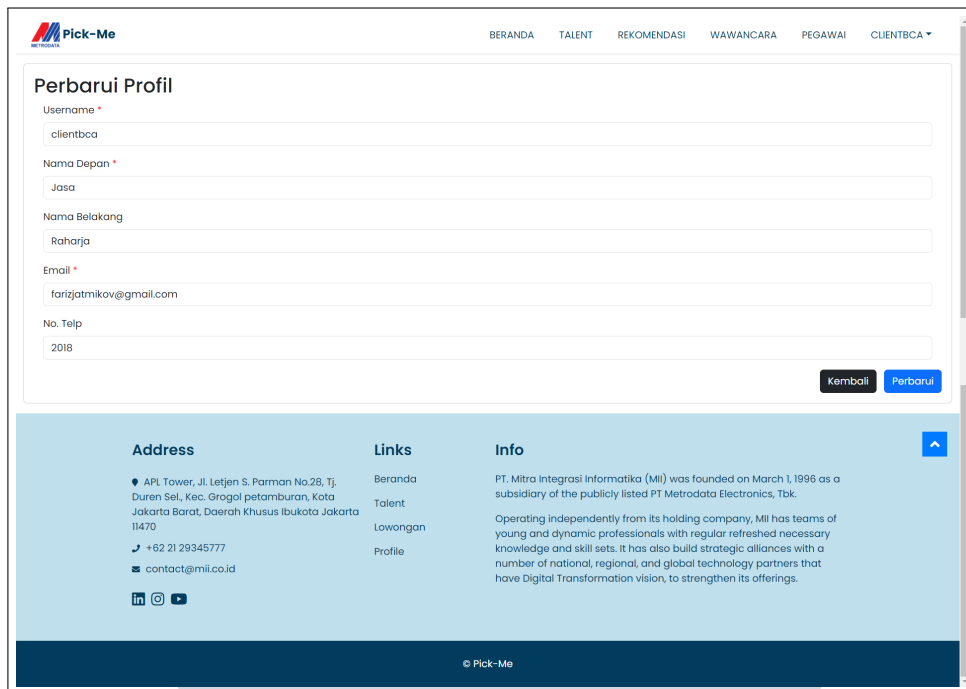 METRODATA
Pick-Me
BERANDA
TALENT
REKOMENDASI
WAWANCARA
PEGAWAI
CLIENTBCA
Perbarui Profil
Username *
clientbca
Nama Depan *
Jasa
Nama Belakang
Raharja
Email *
farizjatmikov@gmail.com
No. Telp
2018
Kembali
Perbarui
Address
APL Tower, Jl. Letjen S. Parman No.28, Tj.
Duren Sel., Kec. Grogol petamburan, Kota
Jakarta Barat, Daerah Khusus Ibukota Jakarta
11470
+62 21 29345777
contact@mii.co.id
Links
Beranda
Talent
Lowongan
Profile
Info
PT. Mitra Integrasi Informatika (MII) was founded on March 1, 1996 as a
subsidiary of the publicly listed PT Metrodata Electronics, Tbk.
Operating independently from its holding company, MII has teams of
young and dynamic professionals with regular refreshed necessary
knowledge and skill sets. It has also build strategic alliances with a
number of national, regional, and global technology partners that
have Digital Transformation vision, to strengthen its offerings.
© Pick-Me